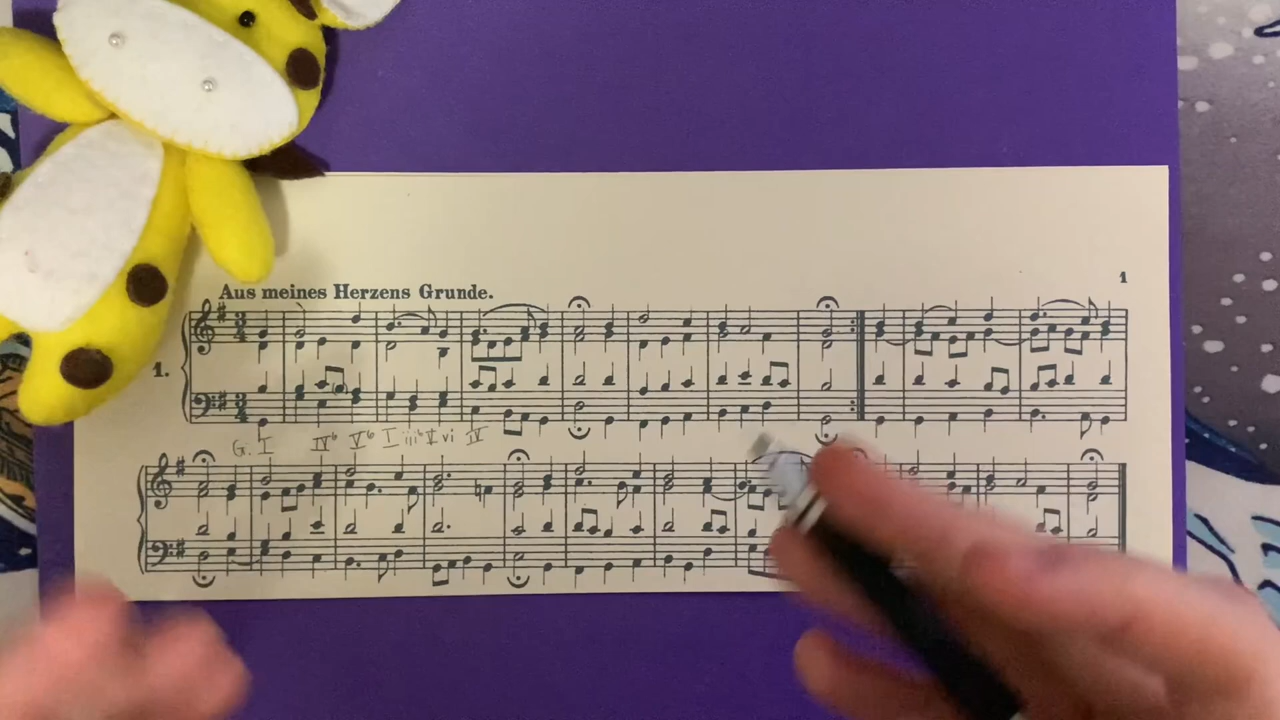 1
Aus meines Herzens Grunde.
1.
G: I IV⁶ V⁶ I iii⁶ V vi IV